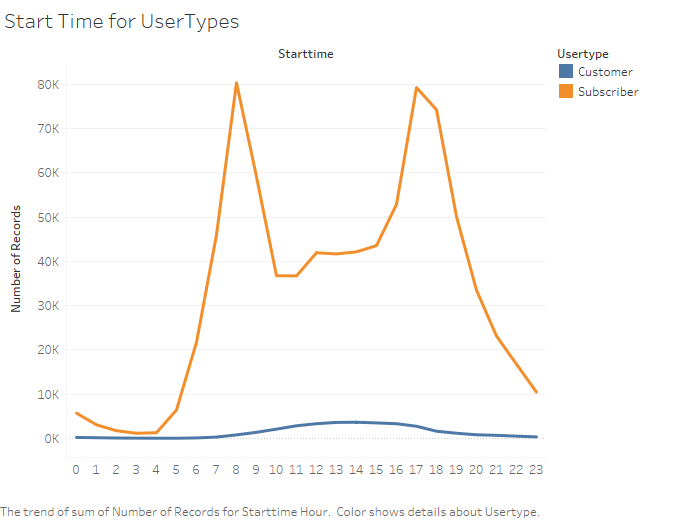 Start Time for UserTypes
Starttime
Usertype
Customer
Subscriber
Number of Records
80K
70K
60K
50K
40K
30K
20K
10K
0K
0 1 2 3 4 5 6 7 8 9 10 11 12 13 14 15 16 17 18 19 20 21 22 23
The trend of sum of Number of Records for Starttime Hour. Color shows details about Usertype.